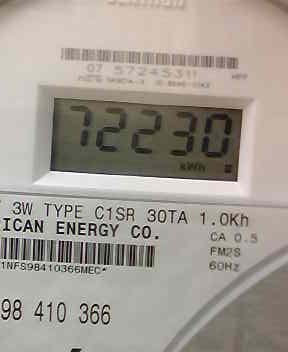 07 57245311
72230
kWh
3W TYPE C1SR 30TA 1.0Kh
ICAN ENERGY CO.
CA 0.5
FM2S
60Hz
1NFS98410366MEC*
98 410 366